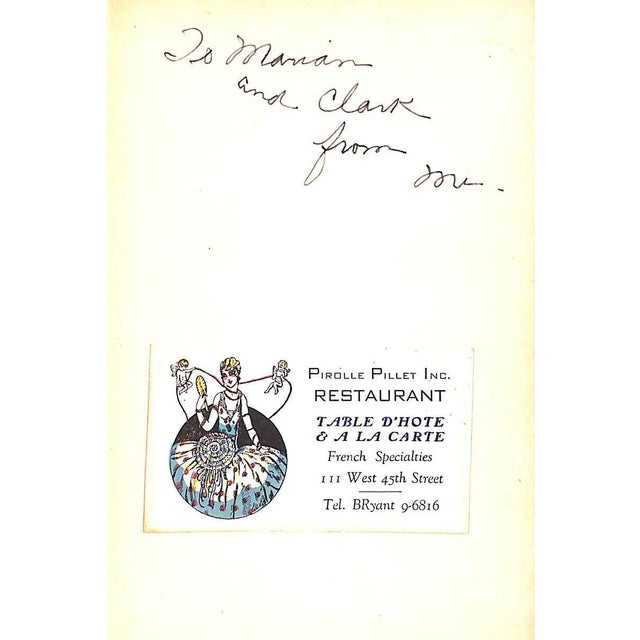 To Marian
and Clark
from
me.
PIROLLE PILLET INC.
RESTAURANT
TABLE D'HOTE
& A LA CARTE
French Specialties
111 West 45th Street
Tel. BRyant 9-6816